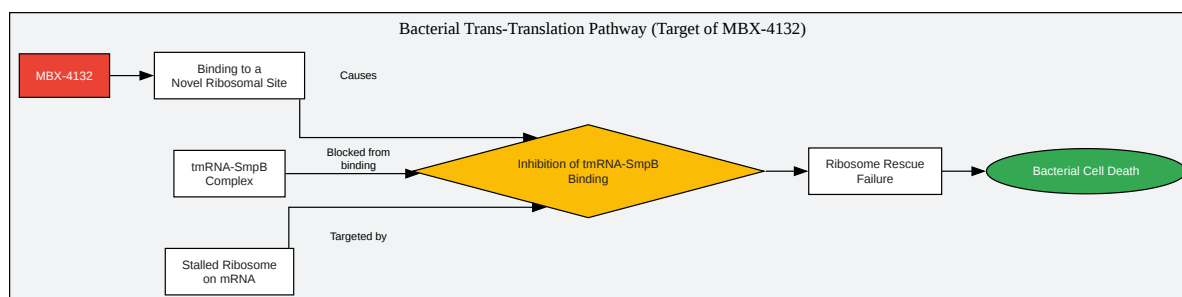 Bacterial Trans-Translation Pathway (Target of MBX-4132)
MBX-4132
Binding to a
Novel Ribosomal Site
Causes
tmRNA-SmpB
Complex
Blocked from
binding
Inhibition of tmRNA-SmpB
Binding
Ribosome Rescue
Failure
Bacterial Cell Death
Targeted by
Stalled Ribosome
on mRNA